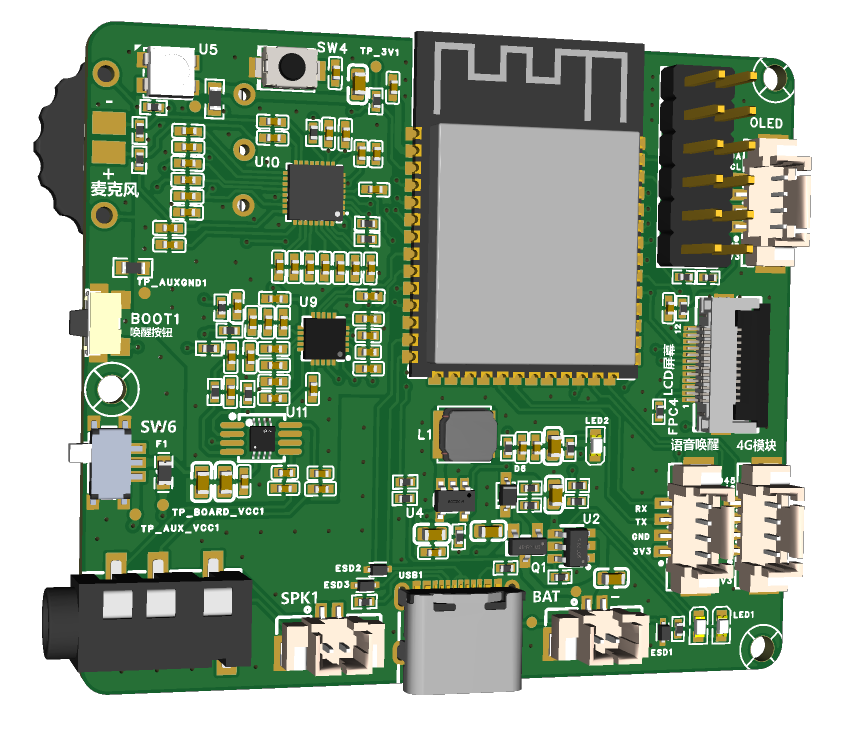 U5
SW4
TP_3V1
OLED
-
+
麦克风
U10
TP_AUXGND1
BOOT1
唤醒按钮
U9
12
LCD屏幕
FPC4
1
U11
SW6
F1
L1
LED2
D6
语音唤醒
4G模块
TP_BOARD_VCC1
TP_AUX_VCC1
U4
U2
Q1
RX
TX
GND
3V3
ESD2
ESD3
USB1
SPK1
BAT
-
LED1
ESD1